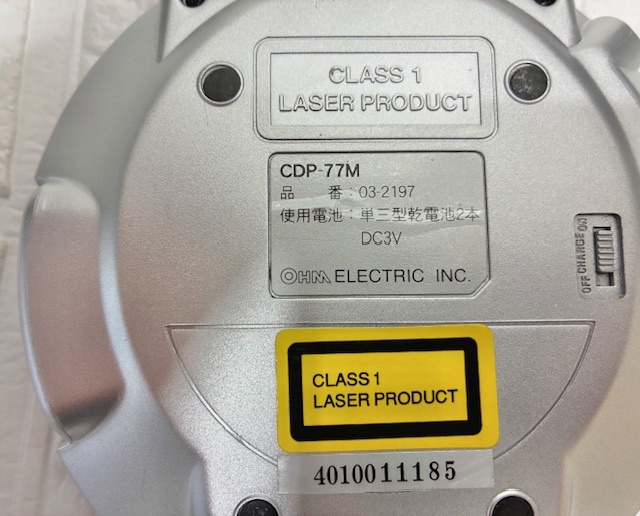 CLASS 1
LASER PRODUCT
CDP-77M
品 番：03-2197
使用電池：単三型乾電池2本
DC3V
OHM ELECTRIC INC.
OFF CHARGE ON
CLASS 1
LASER PRODUCT
4010011185